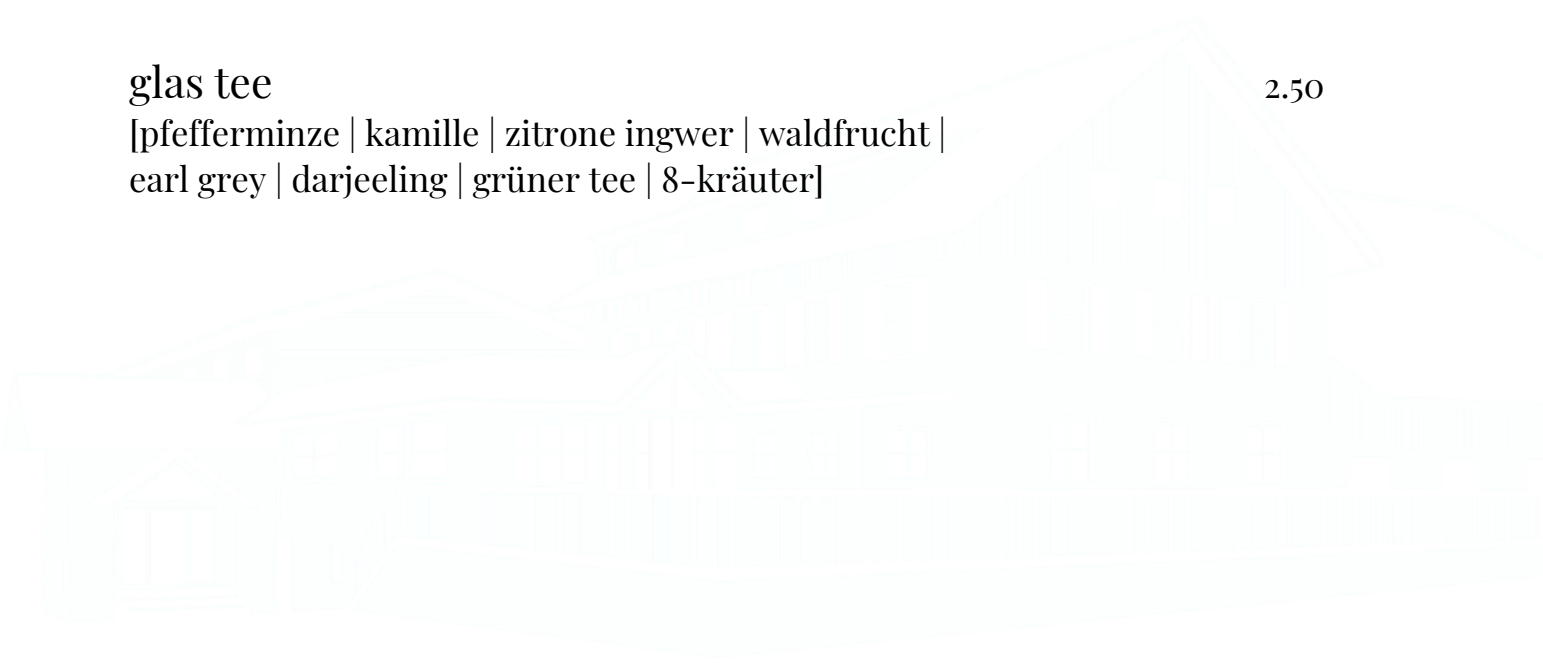 glas tee 2.50
[pfefferminze | kamille | zitrone ingwer | waldfrucht |
earl grey | darjeeling | grüner tee | 8-kräuter]